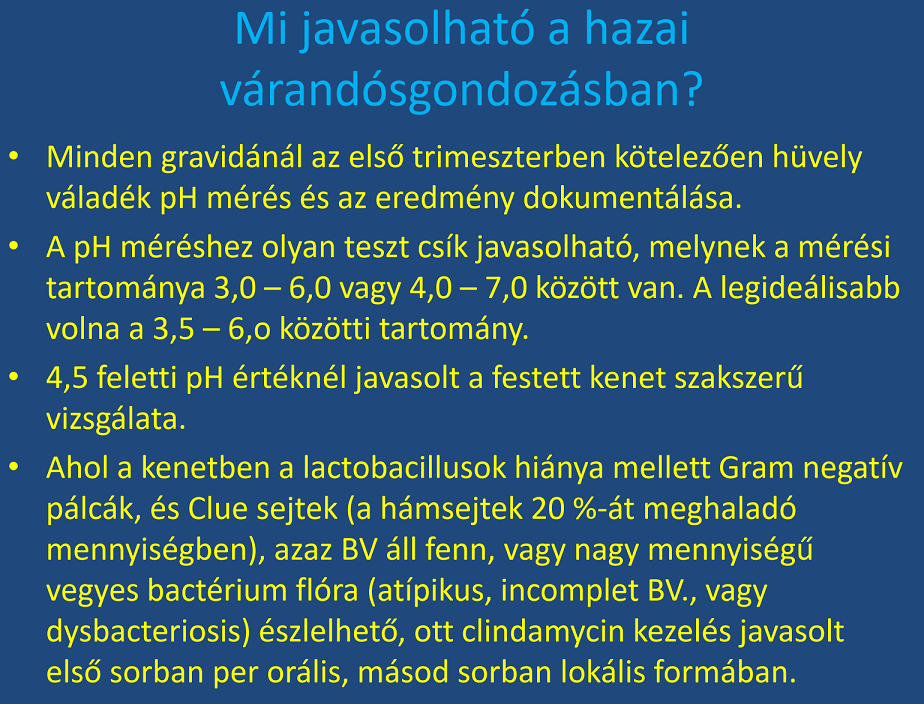 Mi javasolható a hazai
várandósgondozásban?
• Minden gravidánál az első trimeszterben kötelezően hüvely
váladék pH mérés és az eredmény dokumentálása.
• A pH méréshez olyan teszt csík javasolható, melynek a mérési
tartománya 3,0 – 6,0 vagy 4,0 – 7,0 között van. A legideálisabb
volna a 3,5 – 6,o közötti tartomány.
• 4,5 feletti pH értéknél javasolt a festett kenet szakszerű
vizsgálata.
• Ahol a kenetben a lactobacillusok hiánya mellett Gram negatív
pálcák, és Clue sejtek (a hámsejtek 20 %-át meghaladó
mennyiségben), azaz BV áll fenn, vagy nagy mennyiségű
vegyes bactérium flóra (atípikus, incomplet BV., vagy
dysbacteriosis) észlelhető, ott clindamycin kezelés javasolt
első sorban per orális, másod sorban lokális formában.